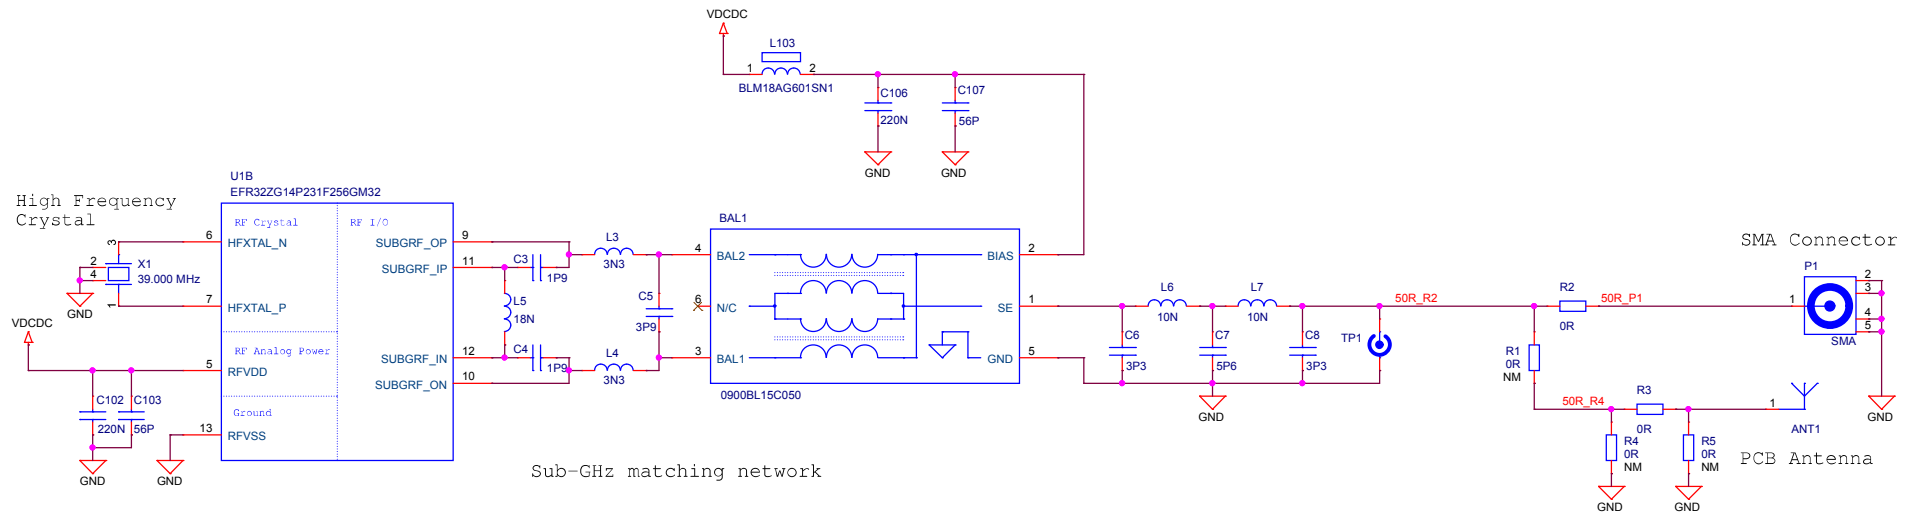 VDCDC
L103
1
2
BLM18AG601SN1
C106
220N
C107
56P
GND
GND
High Frequency
Crystal
U1B
EFR32ZG14P231F256GM32
RF Crystal
RF I/O
3
6
HFXTAL_N
2
4
X1
39.000 MHz
1
7
HFXTAL_P
GND
SUBGRF_OP
9
SUBGRF_IP
11
SUBGRF_IN
12
SUBGRF_ON
10
VDCDC
RF Analog Power
5
RFVDD
C102
220N
C103
56P
Ground
13
RFVSS
GND
GND
C3
1P9
L3
3N3
L5
18N
C5
3P9
C4
1P9
L4
3N3
Sub-GHz matching network
BAL1
4
BAL2
6
N/C
3
BAL1
BIAS
2
SE
1
GND
5
0900BL15C050
L6
10N
L7
10N
C6
3P3
C7
5P6
C8
3P3
GND
50R_R2
TP1
R2
0R
50R_P1
R1
0R
NM
50R_R4
R3
0R
R4
0R
NM
R5
0R
NM
GND
GND
1
ANT1
PCB Antenna
SMA Connector
P1
1
2
3
4
5
SMA
GND